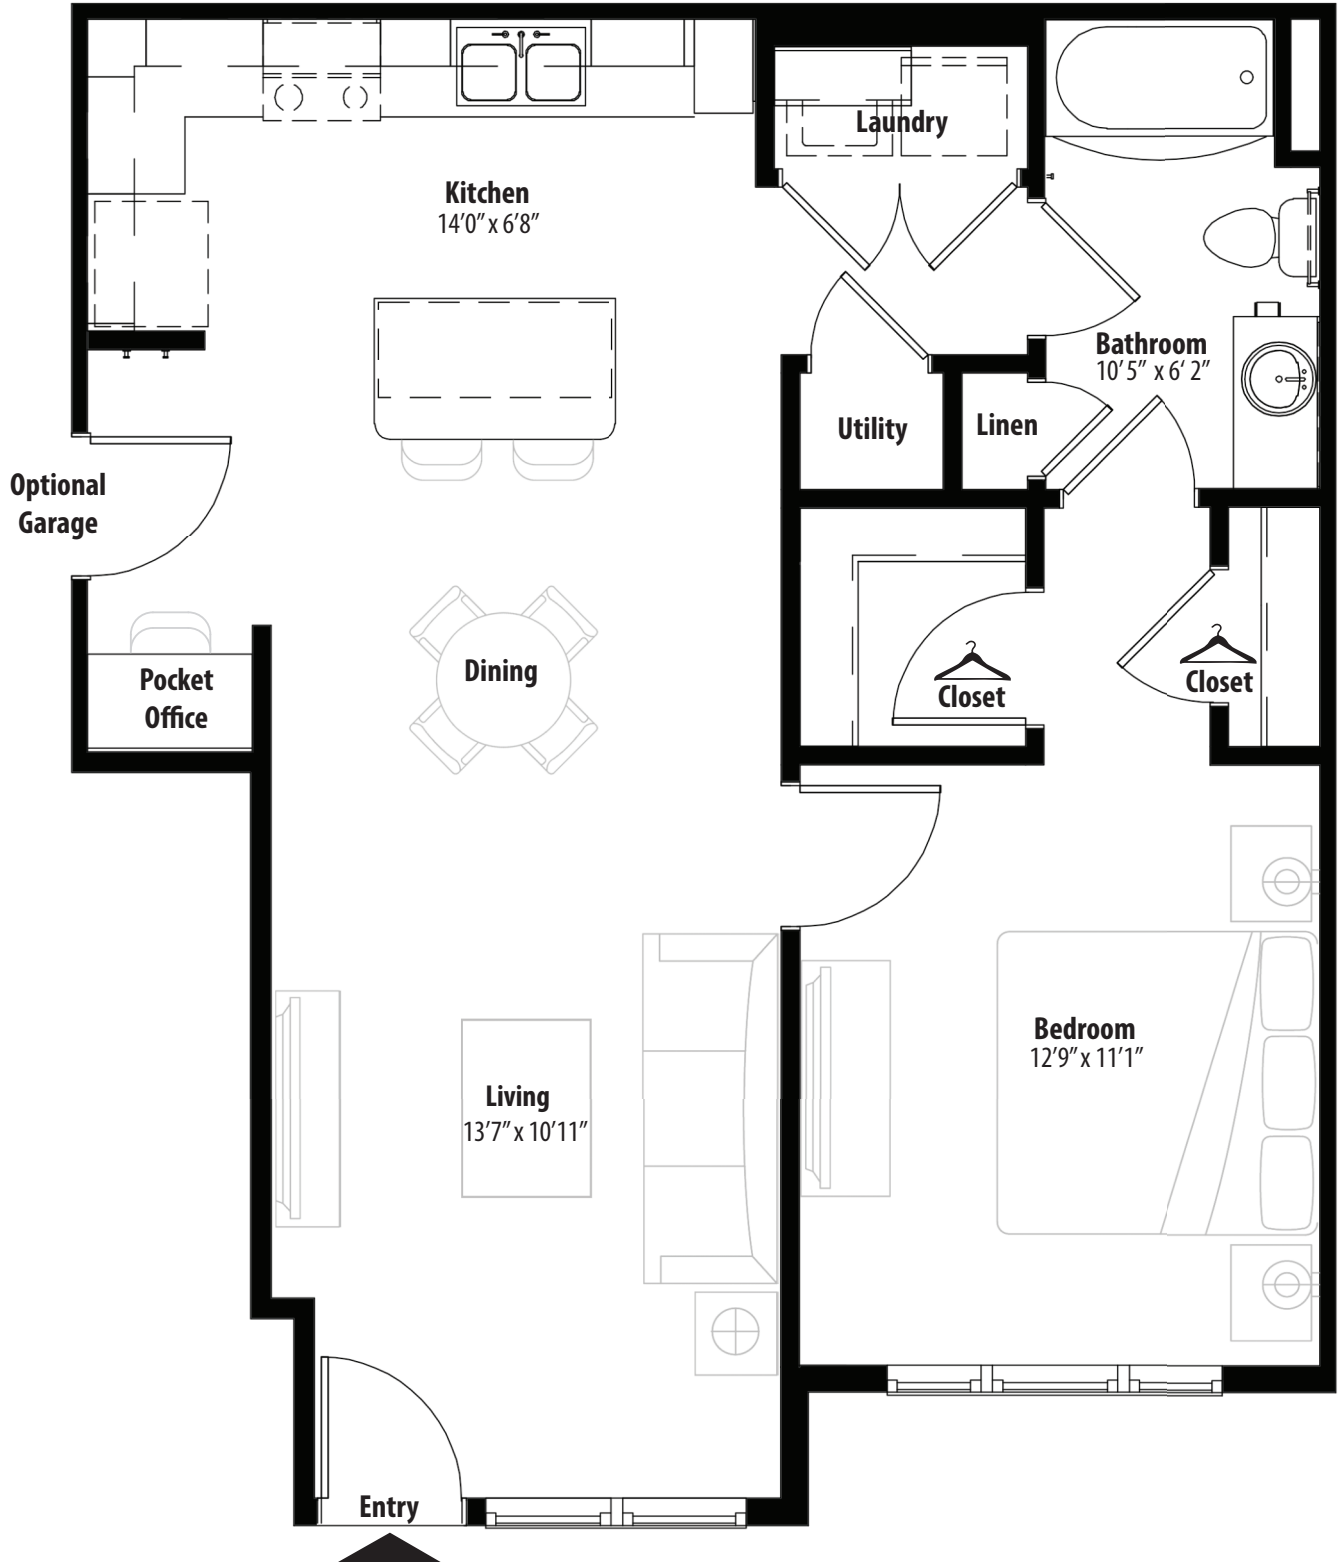 Laundry
Kitchen
14'0" x 6'8"
Bathroom
10' 5"  x 6' 2"
Utility
Linen
Optional
Garage
Dining
Pocket
Office
Closet
Closet
Bedroom
12'9" x 11'1"
Living
13'7" x 10'11"
Entry